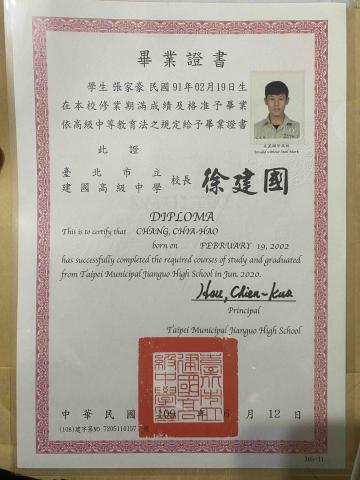 畢業證書
學生 張家豪 民國91年02月19日生
在本校修業期滿成績及格准予畢業
依高級中等教育法之規定給予畢業證書
此證
臺北市立
建國高級中學 校長 徐建國
Invalid without Seal Mark
DIPLOMA
This is to certify that CHANG, CHIA-HAO
born on FEBRUARY 19, 2002
has successfully completed the required courses of study and graduated
from Taipei Municipal Jianguo High School in Jun, 2020.
Hsu, Chien-Kuo
Principal
Taipei Municipal Jianguo High School
中華民國 109 年 6 月 12 日